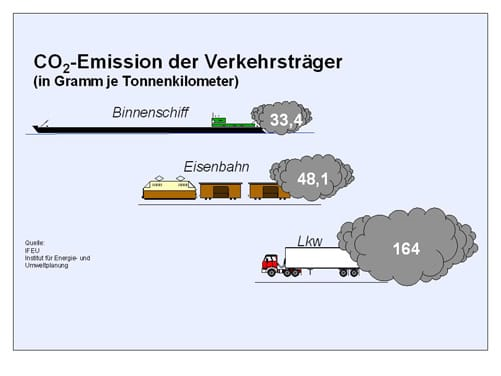 CO₂-Emission der Verkehrsträger
(in Gramm je Tonnenkilometer)
Binnenschiff
33,4
Eisenbahn
48,1
Lkw
164
Quelle:
IFEU
Institut für Energie- und
Umweltplanung